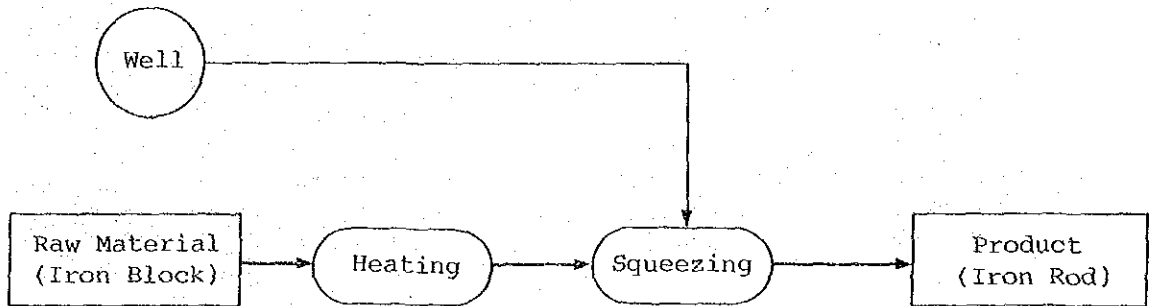 Well
Raw Material
(Iron Block)
Heating
Squeezing
Product
(Iron Rod)